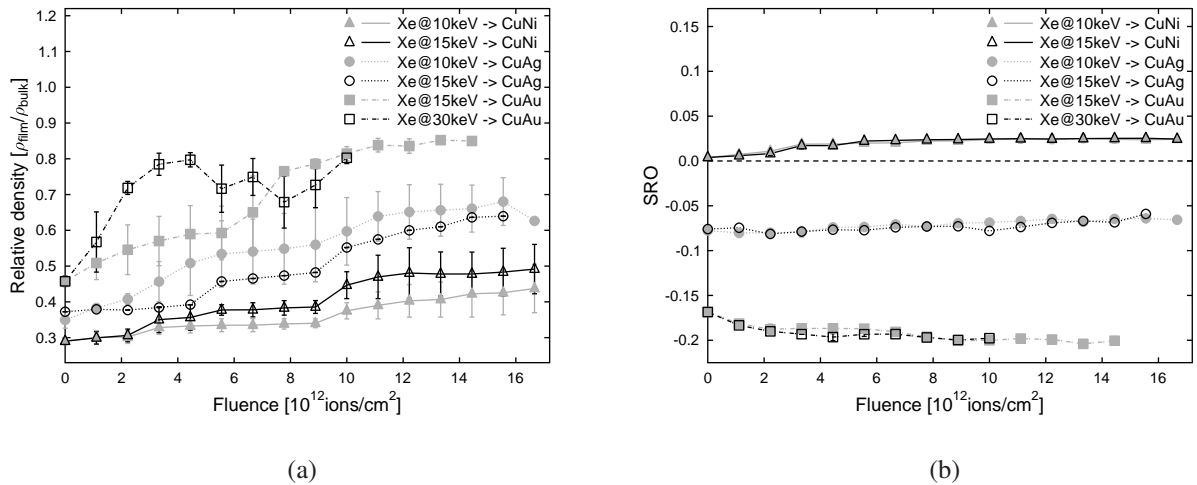 1.2
1.1
1.0
0.9
0.8
0.7
0.6
0.5
0.4
0.3
Relative density [ρfilm/ρbulk]
0 2 4 6 8 10 12 14 16
Fluence [10^12ions/cm^2]
Xe@10keV -> CuNi
Xe@15keV -> CuNi
Xe@10keV -> CuAg
Xe@15keV -> CuAg
Xe@15keV -> CuAu
Xe@30keV -> CuAu
(a)
0.15
0.1
0.05
0.0
-0.05
-0.1
-0.15
-0.2
SRO
0 2 4 6 8 10 12 14 16
Fluence [10^12ions/cm^2]
Xe@10keV -> CuNi
Xe@15keV -> CuNi
Xe@10keV -> CuAg
Xe@15keV -> CuAg
Xe@15keV -> CuAu
Xe@30keV -> CuAu
(b)